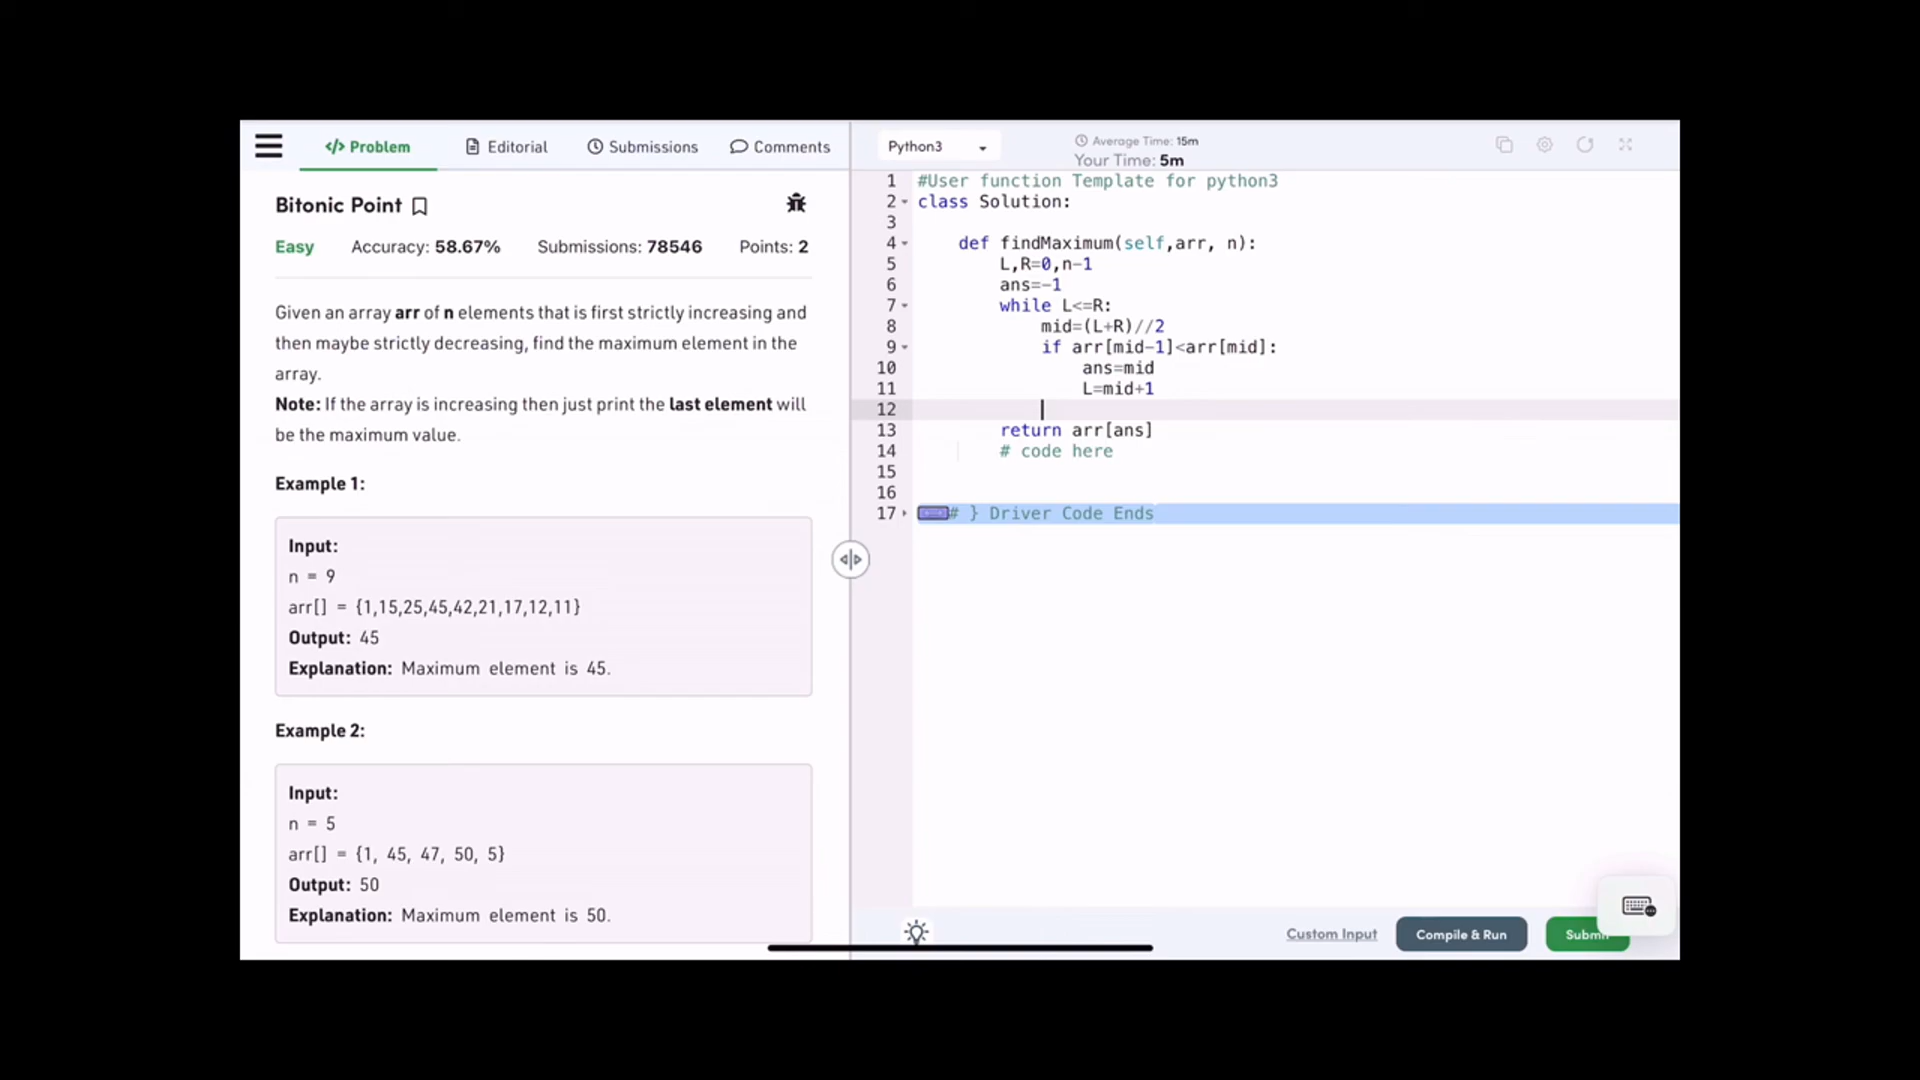 </> Problem
Editorial
Submissions
Comments
Bitonic Point
Easy Accuracy: 58.67% Submissions: 78546 Points: 2
Given an array arr of n elements that is first strictly increasing and
then maybe strictly decreasing, find the maximum element in the
array.
Note: If the array is increasing then just print the last element will
be the maximum value.
Example 1:
Input:
n = 9
arr[] = {1,15,25,45,42,21,17,12,11}
Output: 45
Explanation: Maximum element is 45.
Example 2:
Input:
n = 5
arr[] = {1, 45, 47, 50, 5}
Output: 50
Explanation: Maximum element is 50.
Python3
Average Time: 15m
Your Time: 5m
1 #User function Template for python3
2 class Solution:
3
4 def findMaximum(self,arr, n):
5 L,R=0,n-1
6 ans=-1
7 while L<=R:
8 mid=(L+R)//2
9 if arr[mid-1]<arr[mid]:
10 ans=mid
11 L=mid+1
12
13 return arr[ans]
14 # code here
15
16
17 # } Driver Code Ends
Custom Input
Compile & Run